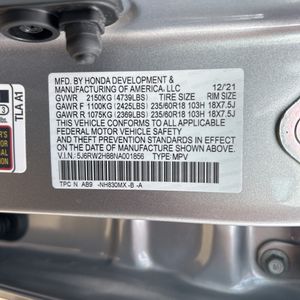 MFD. BY HONDA DEVELOPMENT &
MANUFACTURING OF AMERICA, LLC 12/21
GVWR 2150KG (4739LBS) TIRE SIZE RIM SIZE
GAWR F 1100KG (2425LBS) 235/60R18 103H 18X7.5J
GAWR R 1075KG (2369LBS) 235/60R18 103H 18X7.5J
THIS VEHICLE CONFORMS TO ALL APPLICABLE
FEDERAL MOTOR VEHICLE SAFETY
AND THEFT PREVENTION STANDARDS IN EFFECT
ON THE DATE OF MANUFACTURE SHOWN ABOVE.
V.I.N.: 5J6RW2H88NA001856 TYPE: MPV
TPC N AB9 -NH830MX -B -A
TLA A1
3